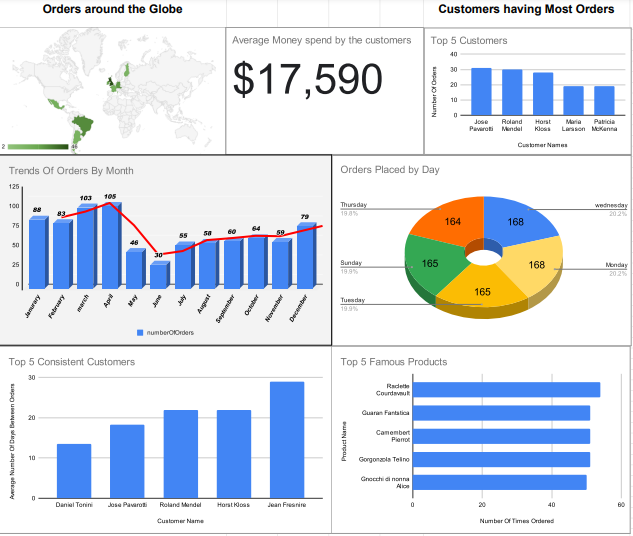 Orders around the Globe
Customers having Most Orders
2
Average Money spend by the customers
$17,590
Top 5 Customers
Number Of Orders
40
30
20
10
0
Jose Pavarotti
Roland Mendel
Horst Kloss
Maria Larsson
Patricia McKenna
Customer Names
Trends Of Orders By Month
125
100
75
50
25
0
88
83
103
105
46
30
55
58
60
64
59
79
Janurary
February
march
April
May
June
July
August
September
October
November
December
numberOfOrders
Orders Placed by Day
Thursday
19.8%
Sunday
19.9%
Tuesday
19.9%
wednesday
20.2%
Monday
20.2%
164
168
165
168
165
Top 5 Consistent Customers
Average Number Of Days Between Orders
30
20
10
0
Daniel Tonini
Jose Pavarotti
Roland Mendel
Horst Kloss
Jean Fresnire
Customer Name
Top 5 Famous Products
Product Name
Raclette
Courdavault
Guaran Fantatica
Camembert
Pierrot
Gorgonzola Telino
Gnocchi di nonna
Alice
0
20
40
60
Number Of Times Ordered